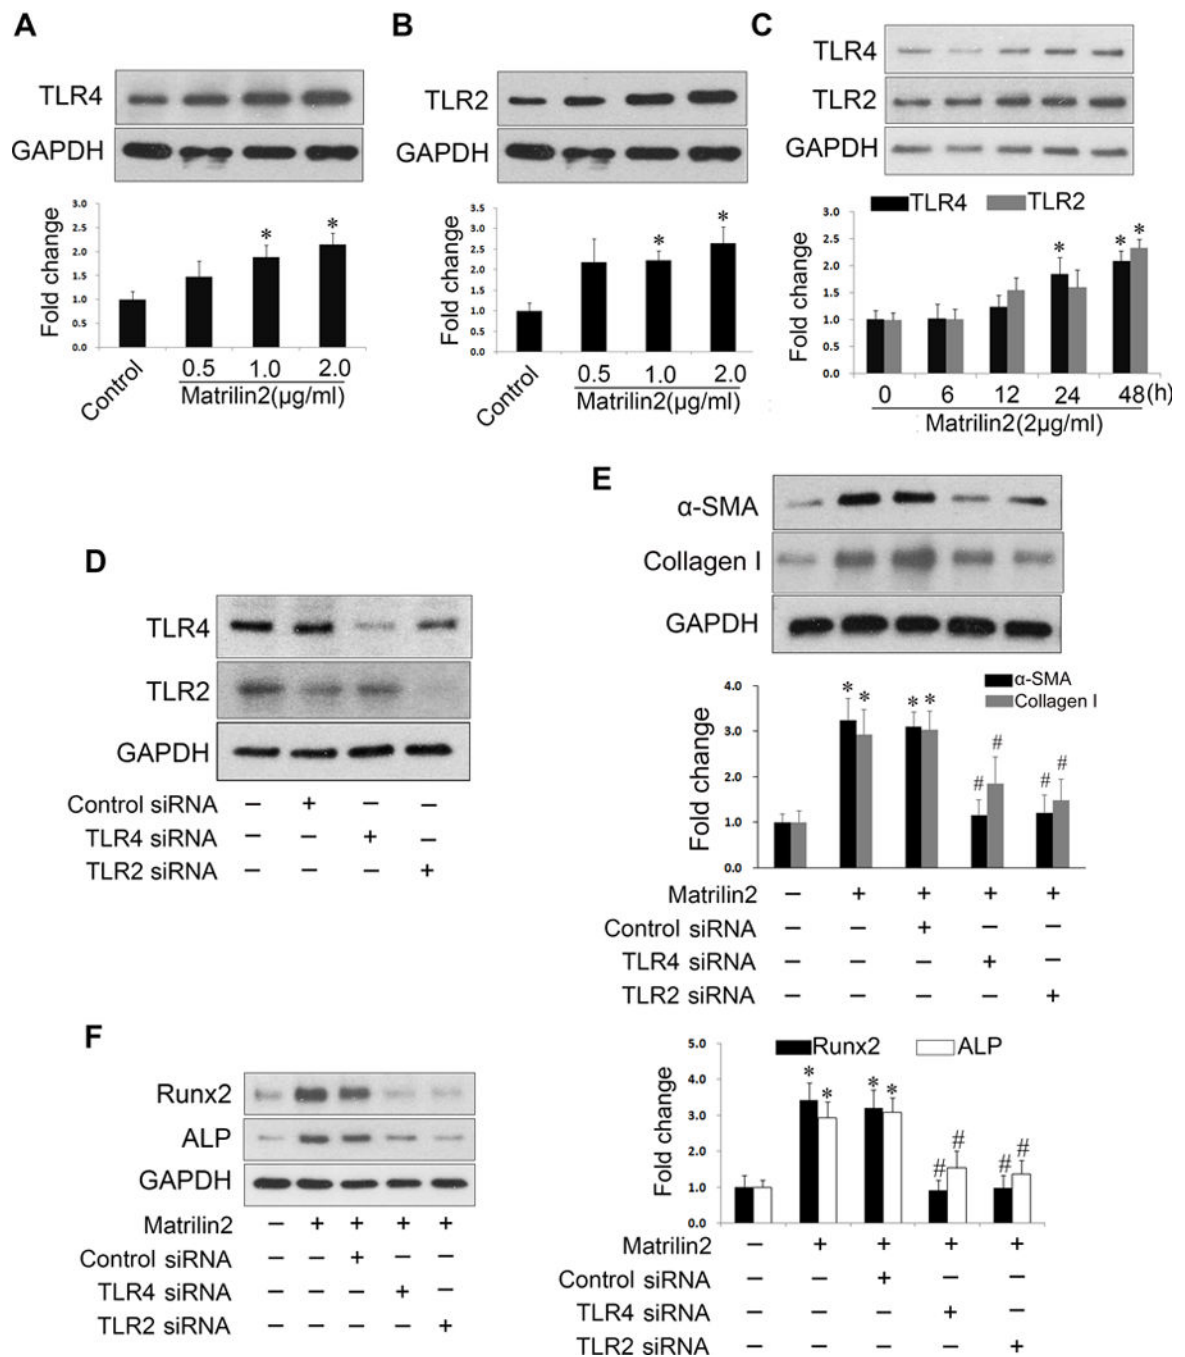 A
TLR4
GAPDH
Fold change
3.0
2.5
2.0
1.5
1.0
0.5
0.0
* *
Control 0.5 1.0 2.0
Matrilin2(μg/ml)
B
TLR2
GAPDH
Fold change
3.5
3.0
2.5
2.0
1.5
1.0
0.5
0.0
* *
Control 0.5 1.0 2.0
Matrilin2(μg/ml)
C
TLR4
TLR2
GAPDH
TLR4 TLR2
Fold change
3.0
2.5
2.0
1.5
1.0
0.5
0.0
* * *
0 6 12 24 48(h)
Matrilin2(2μg/ml)
D
TLR4
TLR2
GAPDH
Control siRNA – + – –
TLR4 siRNA – – + –
TLR2 siRNA – – – +
E
α-SMA
Collagen I
GAPDH
α-SMA
Collagen I
Fold change
4.0
3.0
2.0
1.0
0.0
* * * * # # # #
Matrilin2 – + + + +
Control siRNA – – + – –
TLR4 siRNA – – – + –
TLR2 siRNA – – – – +
F
Runx2
ALP
GAPDH
Matrilin2 – + + + +
Control siRNA – – + – –
TLR4 siRNA – – – + –
TLR2 siRNA – – – – +
Runx2 ALP
Fold change
5.0
4.0
3.0
2.0
1.0
0.0
* * * * # # # #
Matrilin2 – + + + +
Control siRNA – – + – –
TLR4 siRNA – – – + –
TLR2 siRNA – – – – +